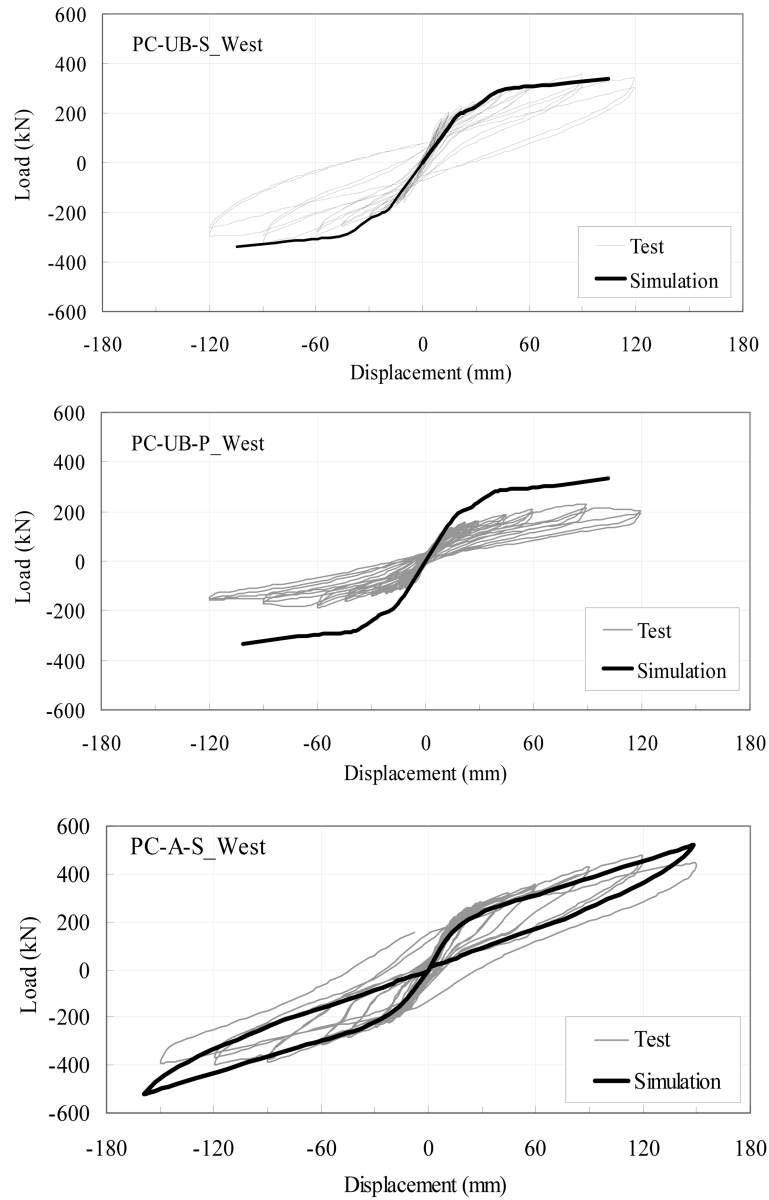 600
PC-UB-S_West
400
200
0
-200
-400
-600
Load (kN)
Test
Simulation
-180 -120 -60 0 60 120 180
Displacement (mm)
600
PC-UB-P_West
400
200
0
-200
-400
-600
Load (kN)
Test
Simulation
-180 -120 -60 0 60 120 180
Displacement (mm)
600
PC-A-S_West
400
200
0
-200
-400
-600
Load (kN)
Test
Simulation
-180 -120 -60 0 60 120 180
Displacement (mm)